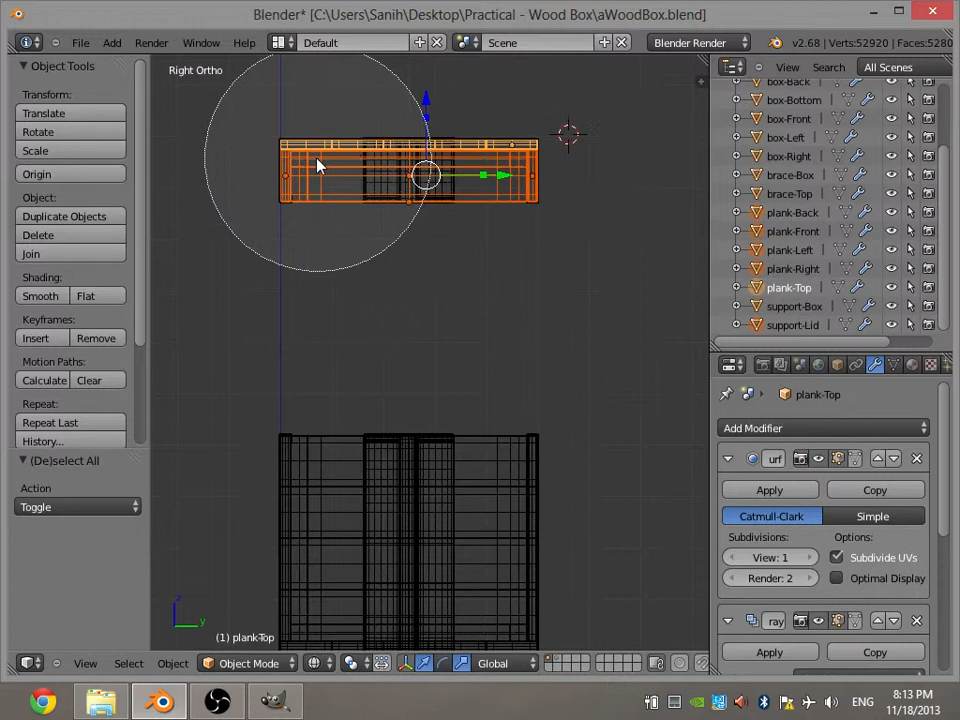 Blender* [C:\Users\Sanih\Desktop\Practical - Wood Box\aWoodBox.blend]
File Add Render Window Help Default Scene Blender Render v2.68 | Verts:52920 | Faces:5280
Object Tools
Transform:
Translate
Rotate
Scale
Origin
Object:
Duplicate Objects
Delete
Join
Shading:
Smooth Flat
Keyframes:
Insert Remove
Motion Paths:
Calculate Clear
Repeat:
Repeat Last
History...
(De)select All
Action
Toggle
Right Ortho
z
y
(1) plank-Top
View Select Object Object Mode Global
View Search All Scenes
box-Back
box-Bottom
box-Front
box-Left
box-Right
brace-Box
brace-Top
plank-Back
plank-Front
plank-Left
plank-Right
plank-Top
support-Box
support-Lid
plank-Top
Add Modifier
urf
Apply Copy
Catmull-Clark Simple
Subdivisions: Options:
View: 1 Subdivide UVs
Render: 2 Optimal Display
ray
Apply Copy
ENG
8:13 PM
11/18/2013